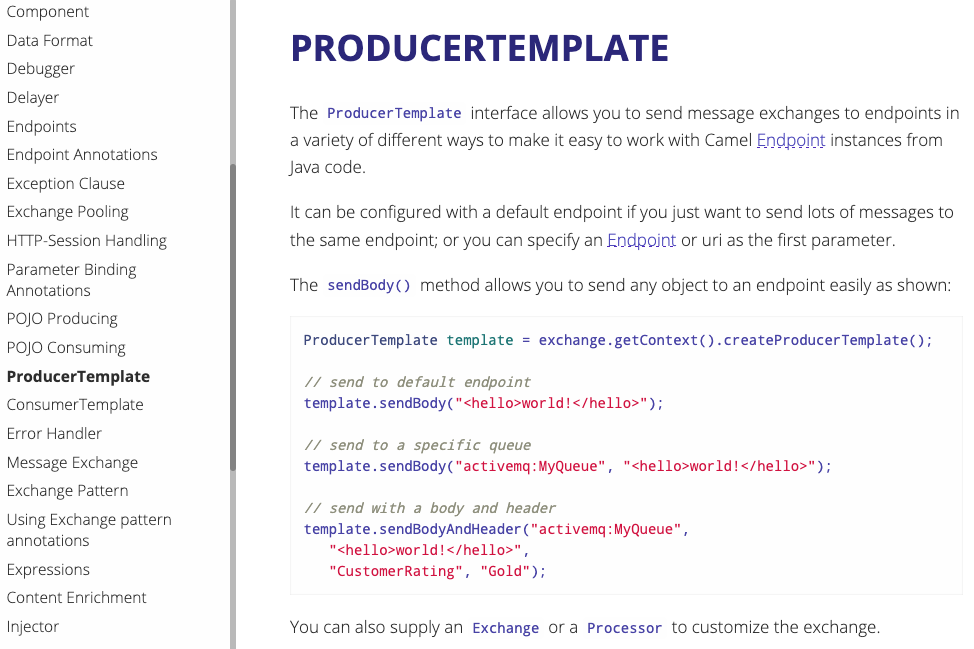 Component
Data Format
Debugger
Delayer
Endpoints
Endpoint Annotations
Exception Clause
Exchange Pooling
HTTP-Session Handling
Parameter Binding
Annotations
POJO Producing
POJO Consuming
ProducerTemplate
ConsumerTemplate
Error Handler
Message Exchange
Exchange Pattern
Using Exchange pattern
annotations
Expressions
Content Enrichment
Injector
PRODUCERTEMPLATE
The ProducerTemplate interface allows you to send message exchanges to endpoints in
a variety of different ways to make it easy to work with Camel Endpoint instances from
Java code.
It can be configured with a default endpoint if you just want to send lots of messages to
the same endpoint; or you can specify an Endpoint or uri as the first parameter.
The sendBody() method allows you to send any object to an endpoint easily as shown:
ProducerTemplate template = exchange.getContext().createProducerTemplate();
// send to default endpoint
template.sendBody("<hello>world!</hello>");
// send to a specific queue
template.sendBody("activemq:MyQueue", "<hello>world!</hello>");
// send with a body and header
template.sendBodyAndHeader("activemq:MyQueue",
"<hello>world!</hello>",
"CustomerRating", "Gold");
You can also supply an Exchange or a Processor to customize the exchange.